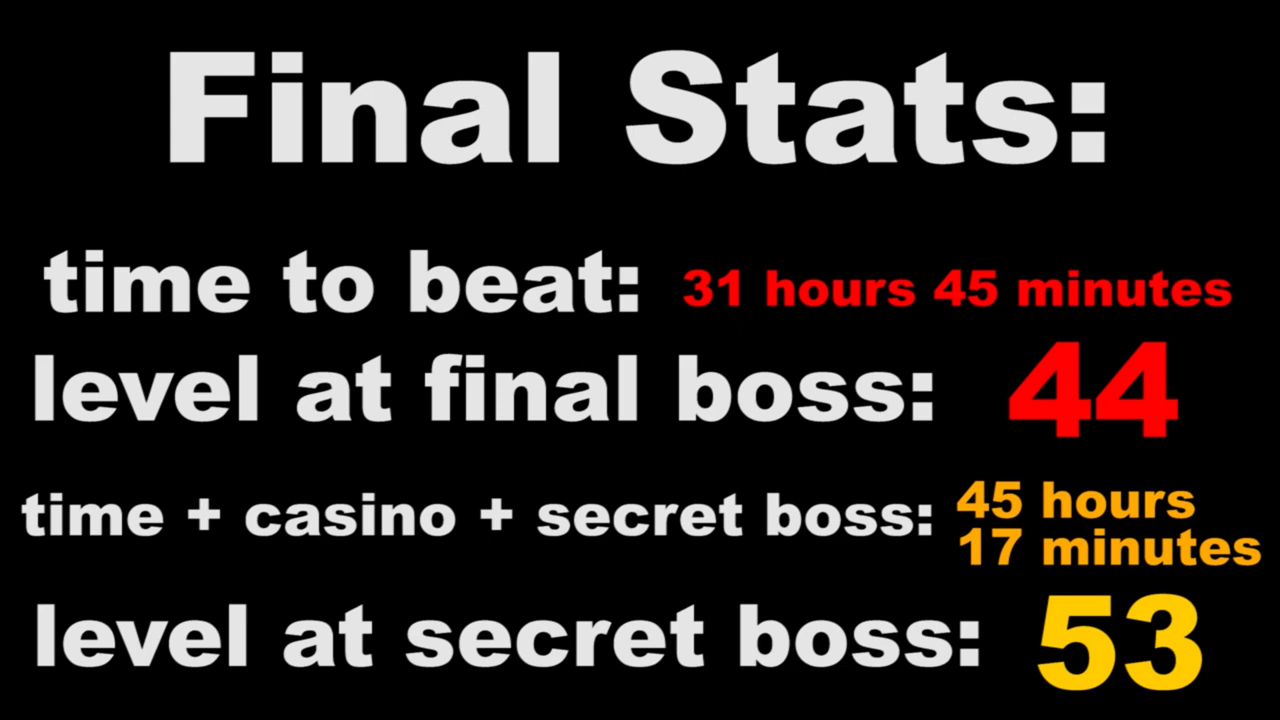 Final Stats:
time to beat: 31 hours 45 minutes
level at final boss: 44
time + casino + secret boss: 45 hours
17 minutes
level at secret boss: 53